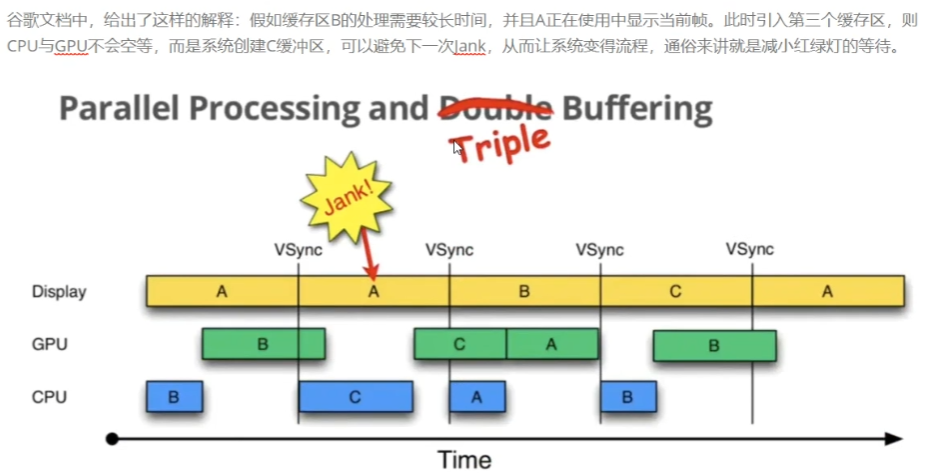 谷歌文档中，给出了这样的解释：假如缓存区B的处理需要较长时间，并且A正在使用中显示当前帧。此时引入第三个缓存区，则
CPU与GPU不会空等，而是系统创建C缓冲区，可以避免下一次Jank，从而让系统变得流程，通俗来讲就是减小红绿灯的等待。
Parallel Processing and Double Buffering
Triple
Jank!
VSync VSync VSync VSync
Display A A B C A
GPU B C A B
CPU B C A B
Time